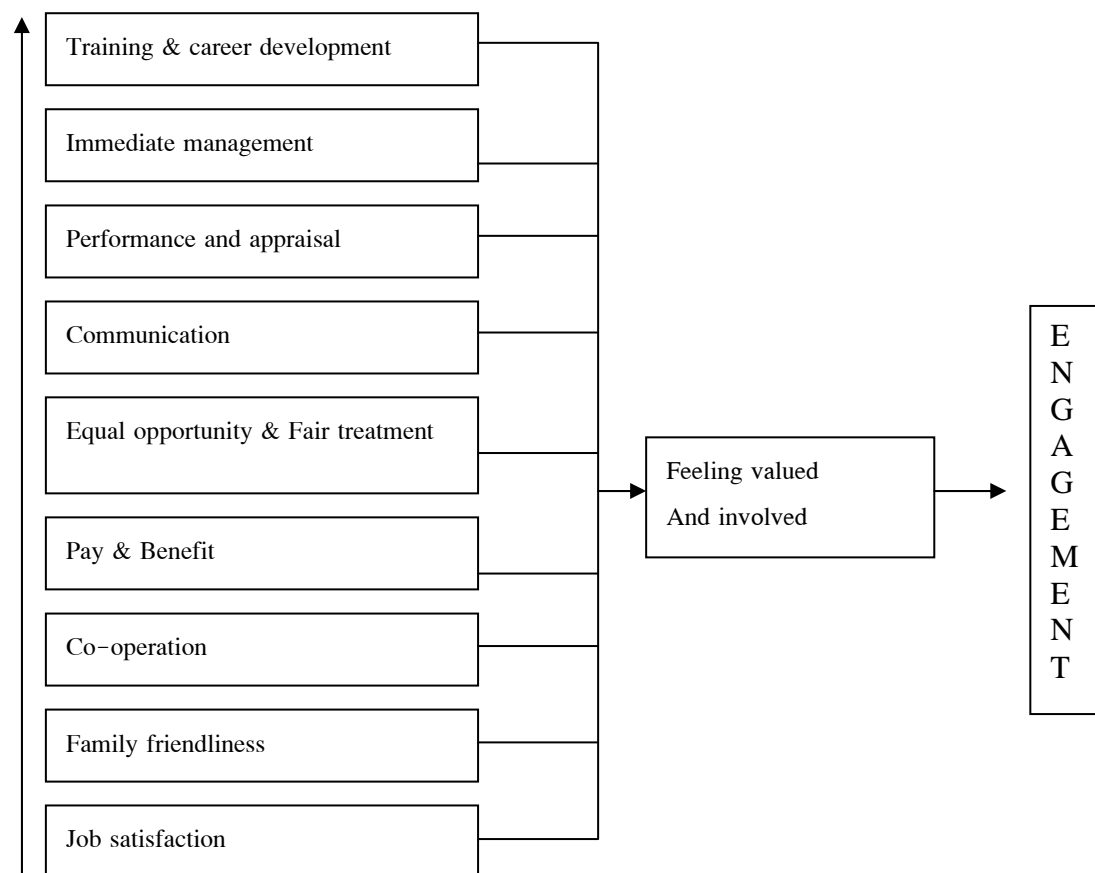 Training & career development
Immediate management
Performance and appraisal
Communication
Equal opportunity & Fair treatment
Pay & Benefit
Co-operation
Family friendliness
Job satisfaction
Feeling valued
And involved
E
N
G
A
G
E
M
E
N
T